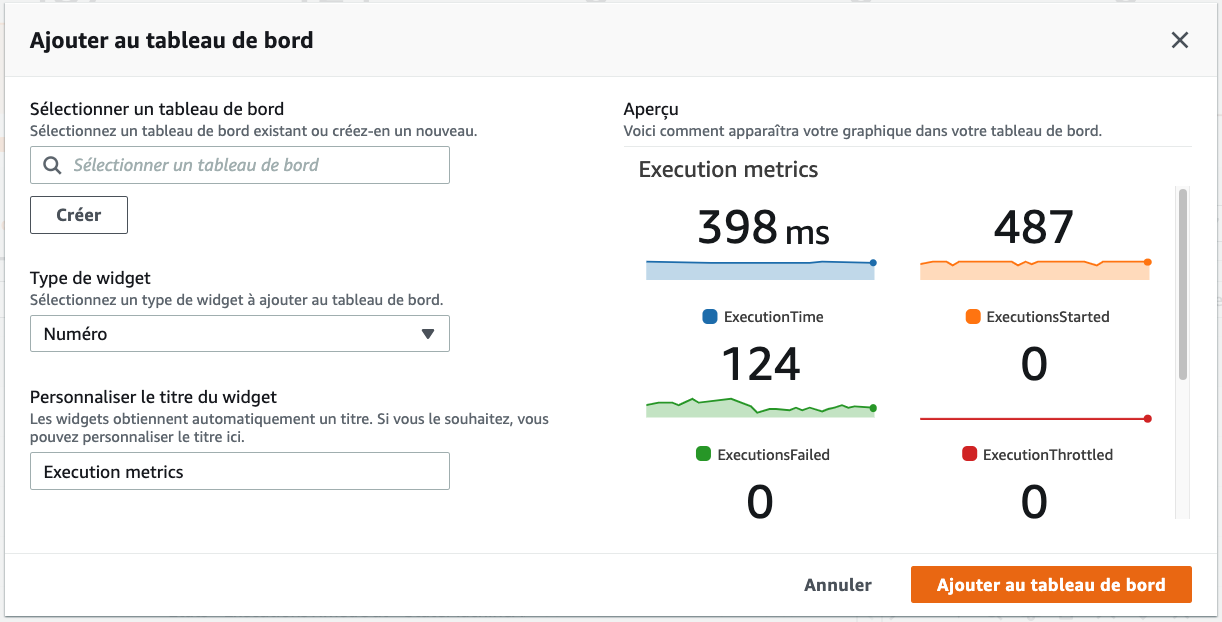 Ajouter au tableau de bord
Sélectionner un tableau de bord
Sélectionnez un tableau de bord existant ou créez-en un nouveau.
Sélectionner un tableau de bord
Créer
Type de widget
Sélectionnez un type de widget à ajouter au tableau de bord.
Numéro
Personnaliser le titre du widget
Les widgets obtiennent automatiquement un titre. Si vous le souhaitez, vous
pouvez personnaliser le titre ici.
Execution metrics
Aperçu
Voici comment apparaîtra votre graphique dans votre tableau de bord.
Execution metrics
398 ms
487
ExecutionTime
ExecutionsStarted
124
0
ExecutionsFailed
ExecutionThrottled
0
0
Annuler
Ajouter au tableau de bord